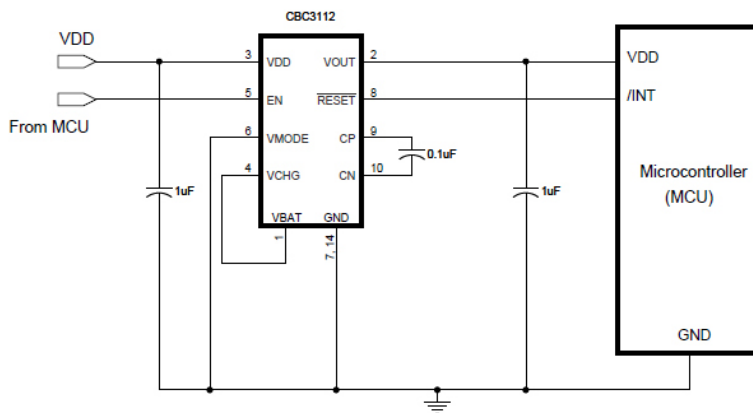 CBC3112
VDD
3
VDD
VOUT
2
VDD
5
EN
RESET
8
/INT
From MCU
6
VMODE
CP
9
0.1uF
4
VCHG
CN
10
1uF
1uF
Microcontroller
(MCU)
VBAT
GND
1
7, 14
GND